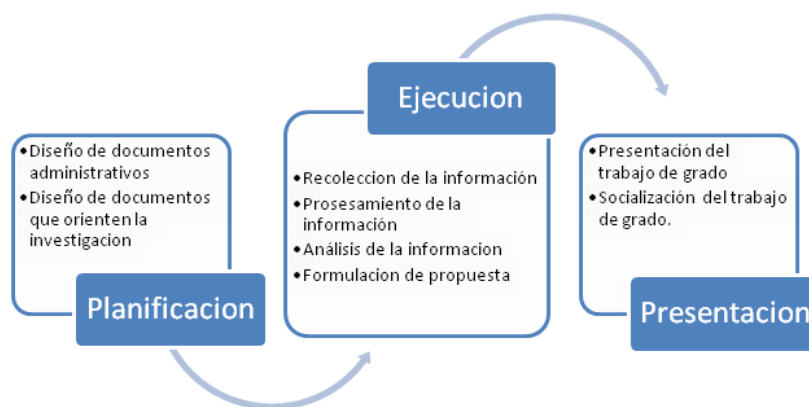 •Diseño de documentos
administrativos
•Diseño de documentos
que orienten la
investigacion
Planificacion
Ejecucion
•Recoleccion de la información
•Prosesamiento de la
información
•Análisis de la informacion
•Formulacion de propuesta
•Presentación del
trabajo de grado
•Socialización del trabajo
de grado.
Presentacion